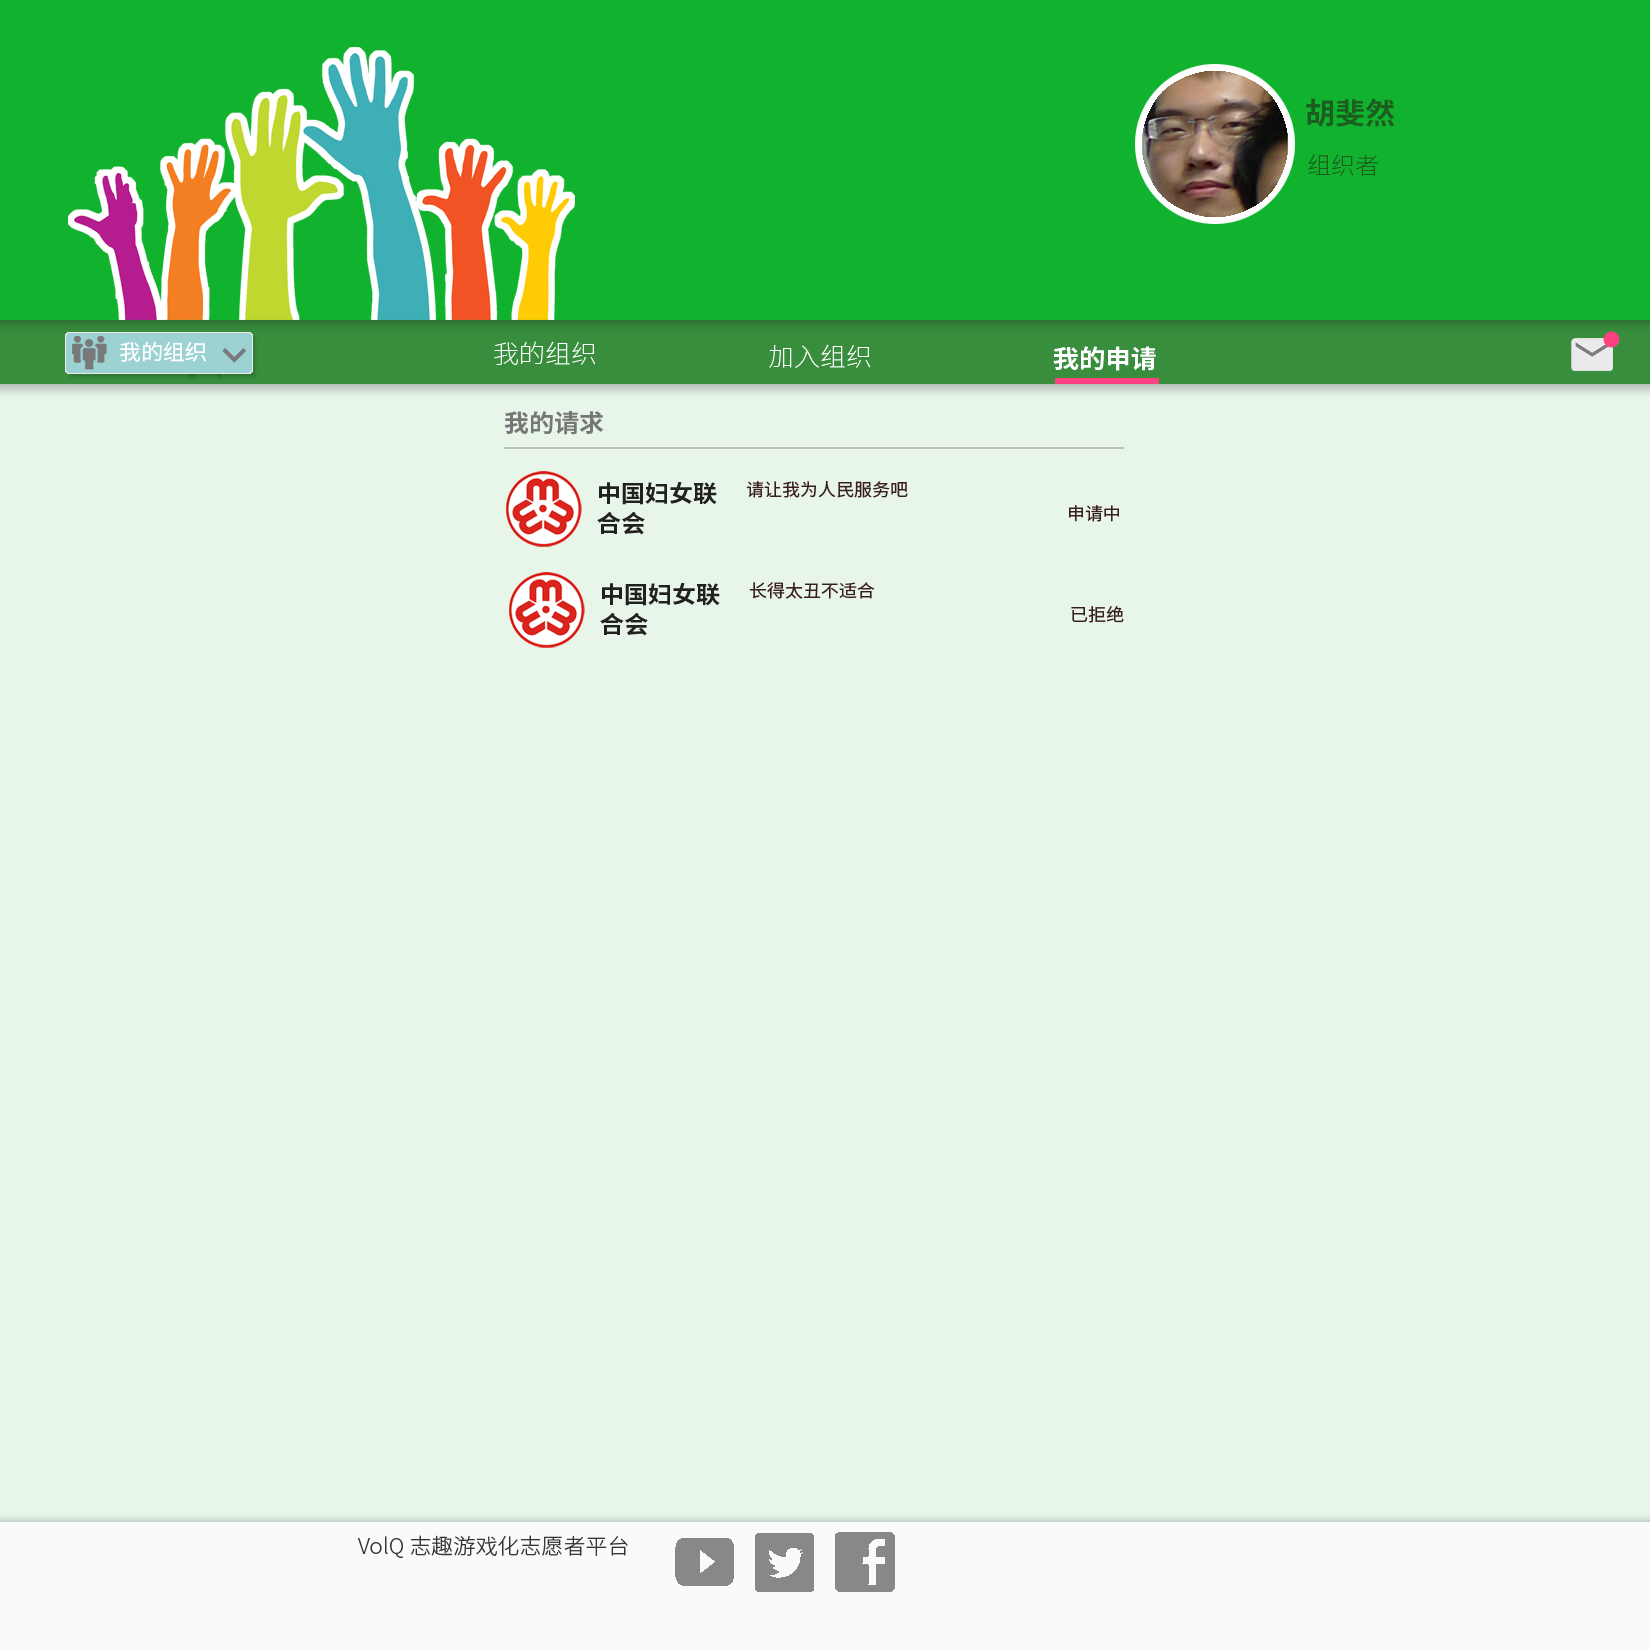 胡斐然
组织者
我的组织
我的组织
加入组织
我的申请
我的请求
中国妇女联
合会
请让我为人民服务吧
申请中
中国妇女联
合会
长得太丑不适合
已拒绝
VolQ 志趣游戏化志愿者平台